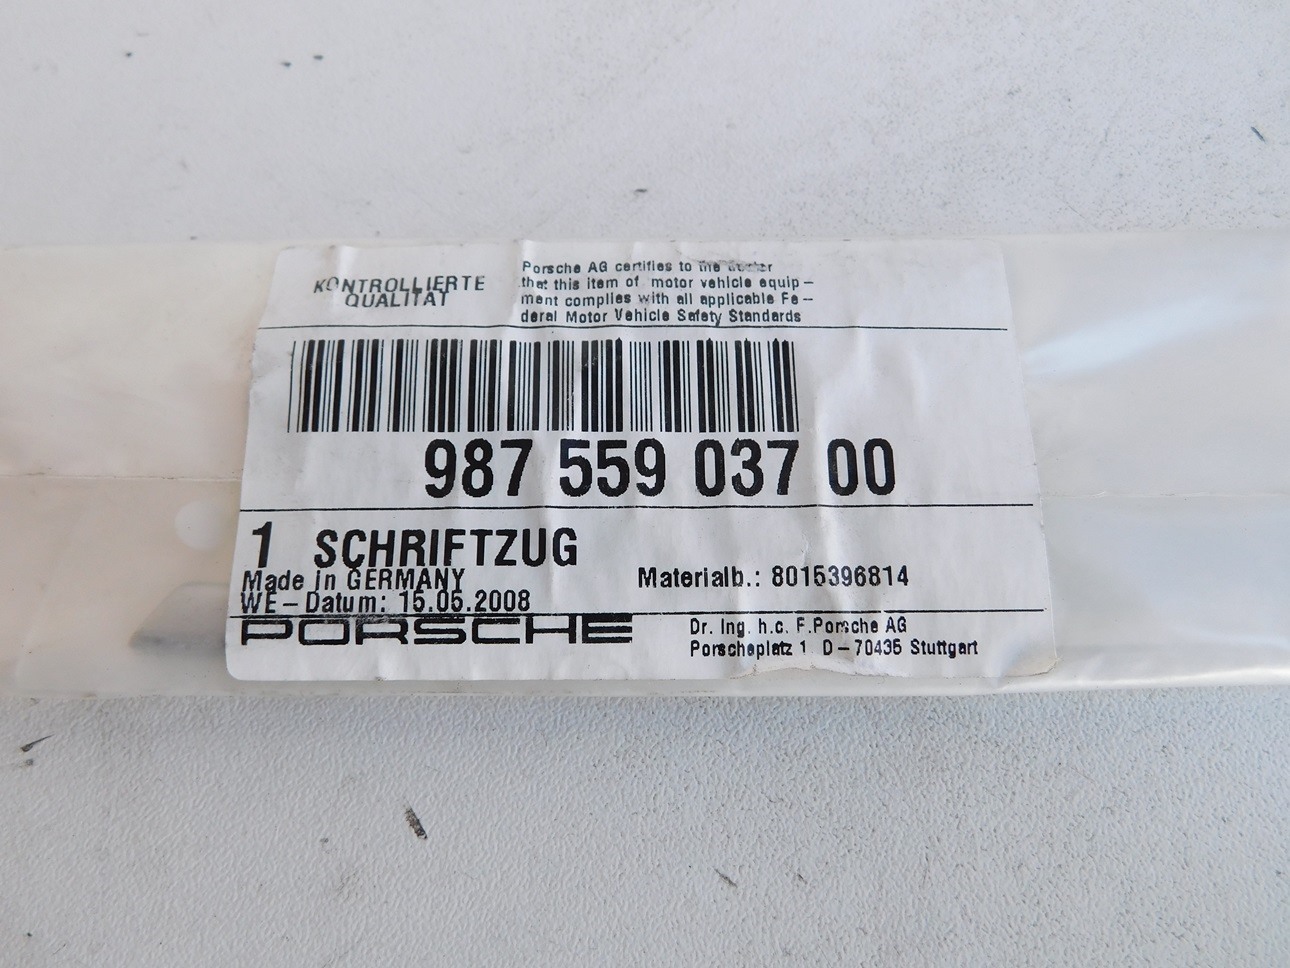 KONTROLLIERTE
QUALITÄT
Porsche AG certifies to the dealer
that this item of motor vehicle equip-
ment complies with all applicable Fe-
deral Motor Vehicle Safety Standards
987 559 037 00
1 SCHRIFTZUG
Made in GERMANY
WE-Datum: 15.05.2008
Materialb.: 8015396814
PORSCHE
Dr. Ing. h.c. F.Porsche AG
Porscheplatz 1 D-70435 Stuttgart